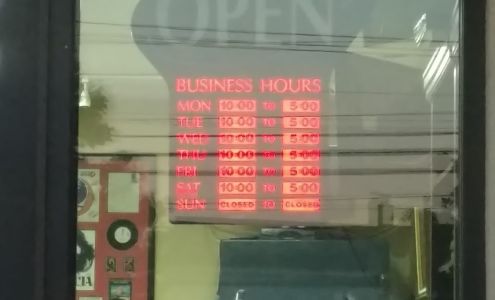 OPEN
BUSINESS HOURS
MON 10:00 TO 5:00
TUE 10:00 TO 5:00
WED 10:00 TO 5:00
THU 10:00 TO 5:00
FRI 10:00 TO 5:00
SAT 10:00 TO 5:00
SUN CLOSED TO CLOSED